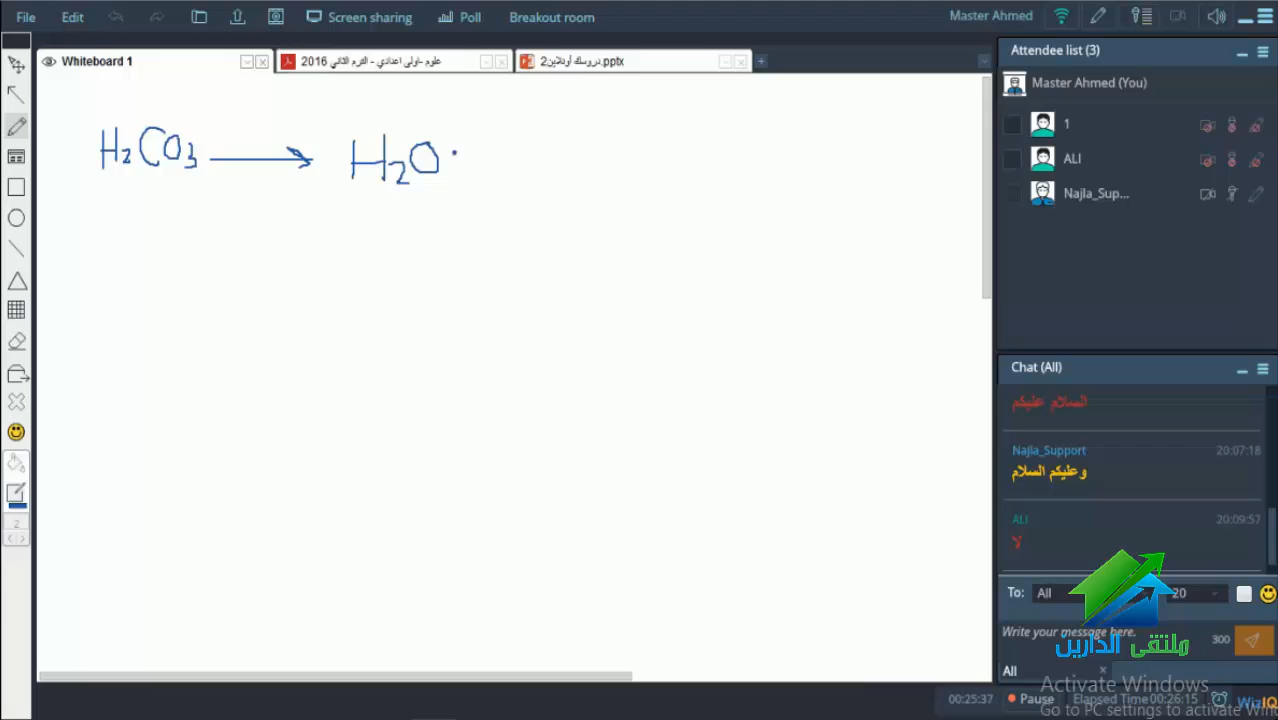 File Edit Screen sharing Poll Breakout room Master Ahmed
Whiteboard 1
علوم -اولى اعدادي - الترم الثاني 2016
دروسك أونلاين2.pptx
H₂CO₃ → H₂O
2
Attendee list (3)
Master Ahmed (You)
1
ALI
Najla_Sup...
Chat (All)
السلام عليكم
Najla_Support 20:07:18
وعليكم السلام
ALI 20:09:57
لا
To: All 20
Write your message here. 300
ملتقى الدارين
All
Activate Windows
00:25:37 Pause Elapsed Time 00:26:15
Go to PC settings to activate
WizIQ